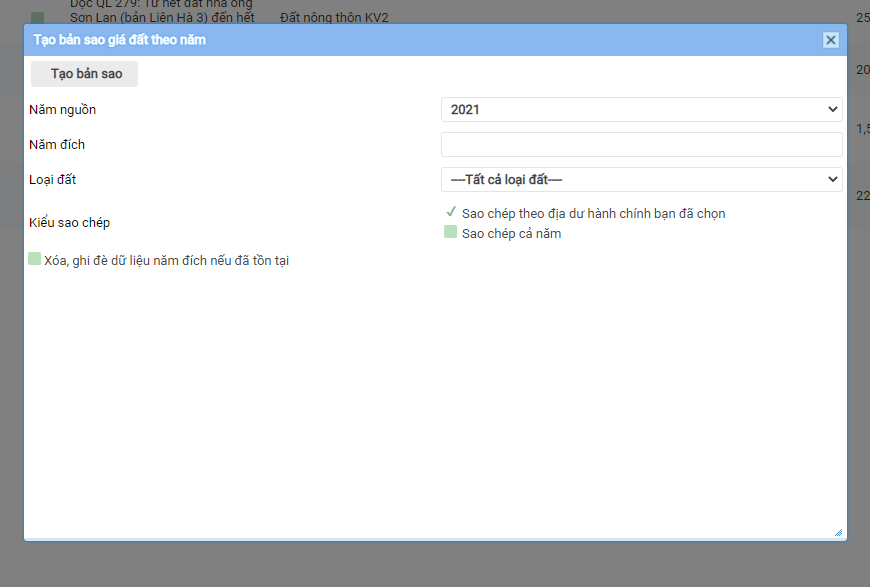 Dọc QL 279: Từ hết đất nhà ông
Sơn Lan (bản Liên Hà 3) đến hết Đất nông thôn KV2 25
Tạo bản sao giá đất theo năm
Tạo bản sao
20
Năm nguồn 2021
1,5
Năm đích
Loại đất ----Tất cả loại đất----
22
Kiểu sao chép
Sao chép theo địa dư hành chính bạn đã chọn
Sao chép cả năm
Xóa, ghi đè dữ liệu năm đích nếu đã tồn tại